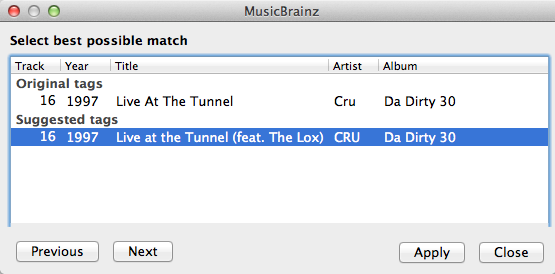 MusicBrainz
Select best possible match
Track Year Title Artist Album
Original tags
16 1997 Live At The Tunnel Cru Da Dirty 30
Suggested tags
16 1997 Live at the Tunnel (feat. The Lox) CRU Da Dirty 30
Previous Next Apply Close